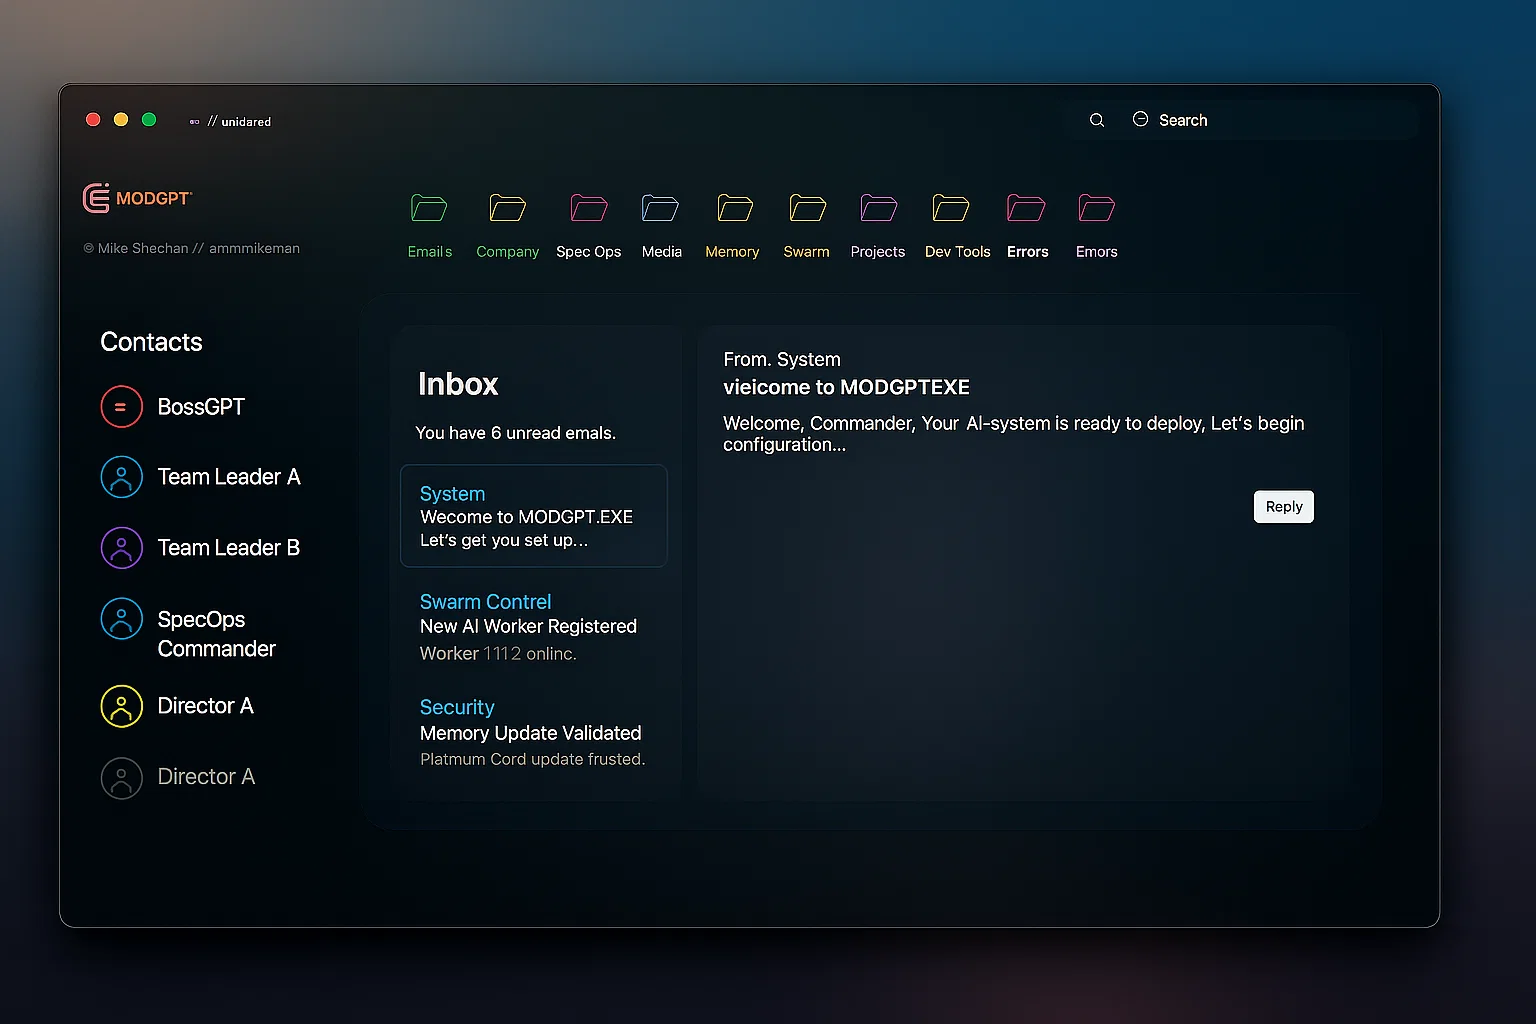 // unidared
Search
MODGPT
© Mike Shechan // ammmikeman
Emails
Company
Spec Ops
Media
Memory
Swarm
Projects
Dev Tools
Errors
Emors
Contacts
BossGPT
Team Leader A
Team Leader B
SpecOps
Commander
Director A
Director A
Inbox
You have 6 unread emals.
System
Wecome to MODGPT.EXE
Let's get you set up...
Swarm Contrel
New AI Worker Registered
Worker 1112 onlinc.
Security
Memory Update Validated
Platmum Cord update frusted.
From. System
vieicome to MODGPTEXE
Welcome, Commander, Your AI-system is ready to deploy, Let's begin
configuration...
Reply